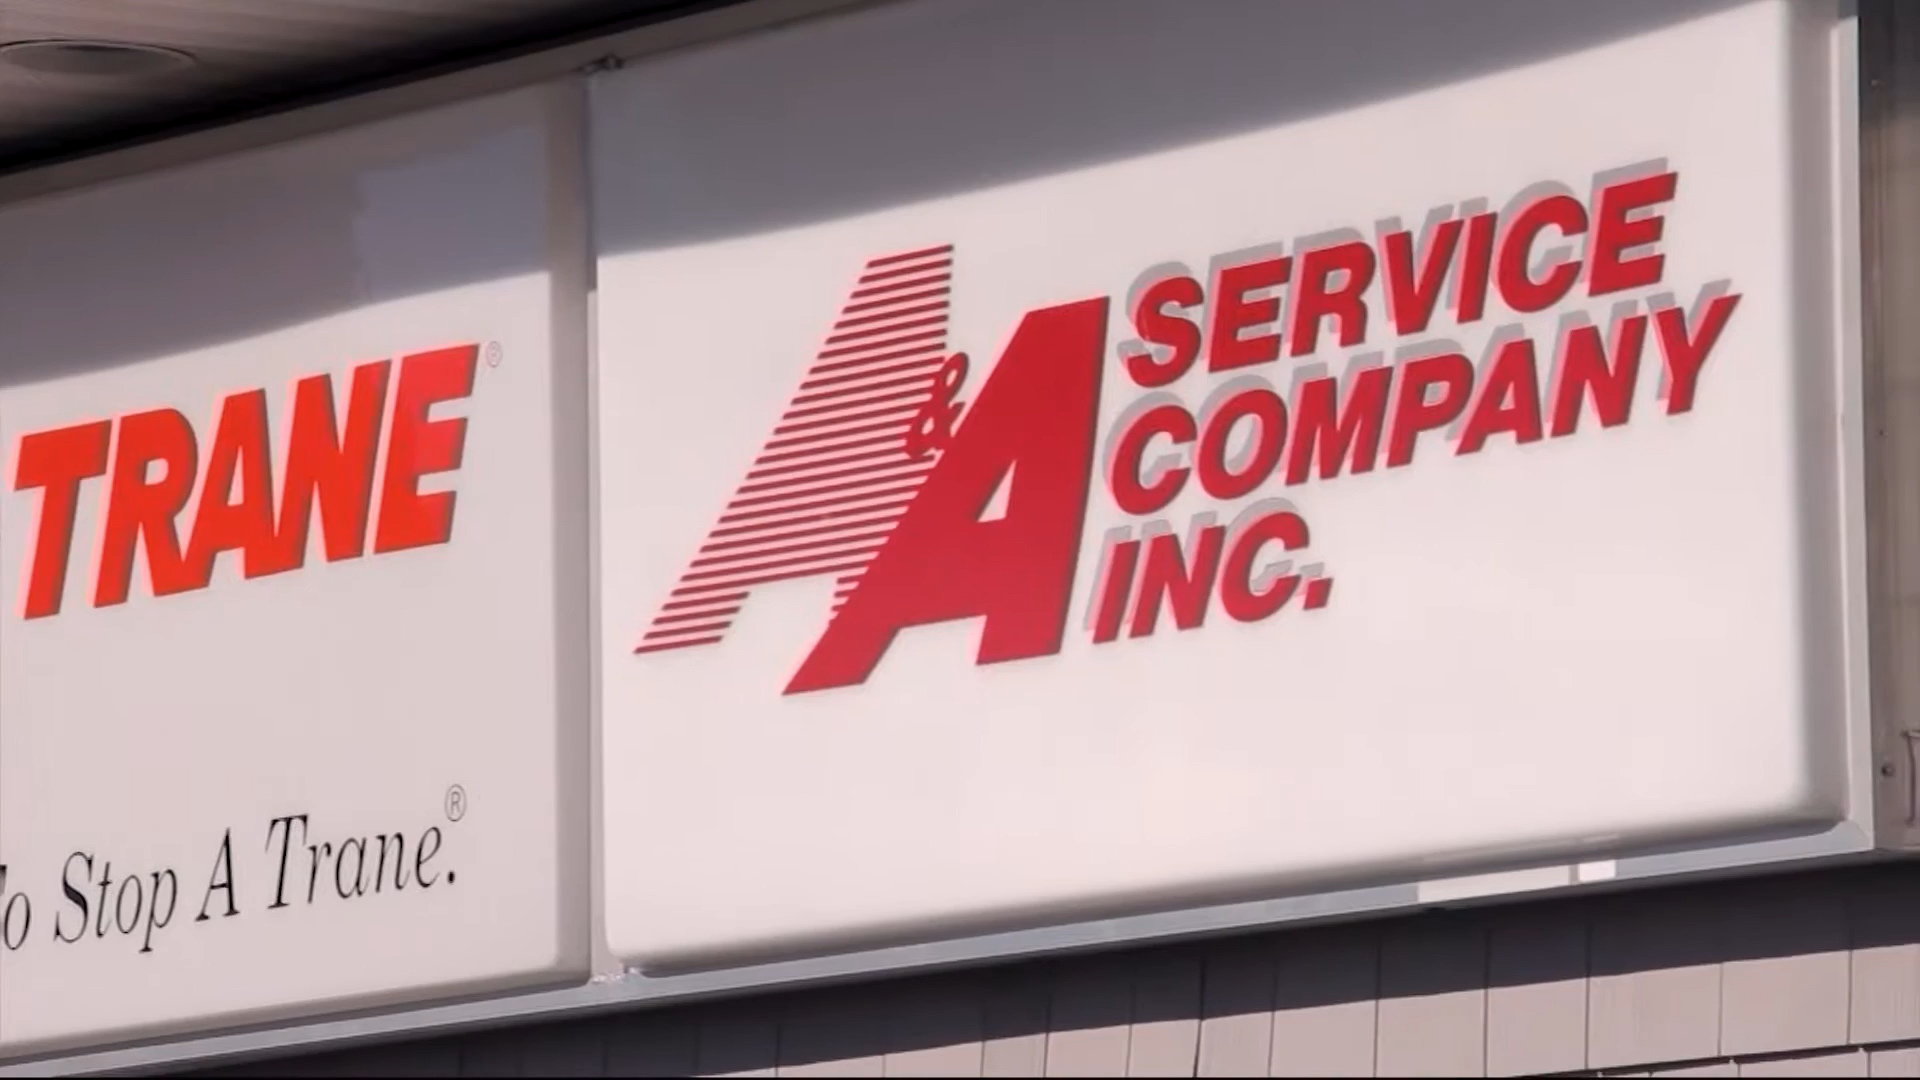 TRANE®
Stop A Trane.®
A&A
SERVICE
COMPANY
INC.